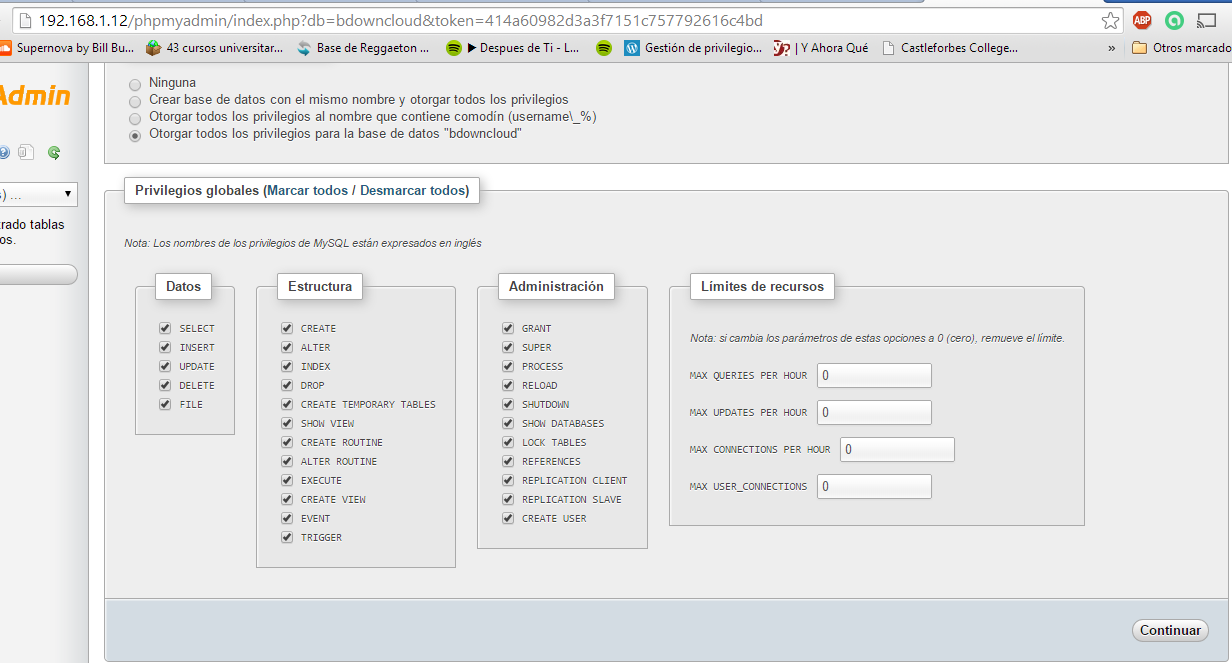 192.168.1.12/phpmyadmin/index.php?db=bdowncloud&token=414a60982d3a3f7151c757792616c4bd
ABP
Supernova by Bill Bu... 43 cursos universitar... Base de Reggaeton ... ▶ Despues de Ti - L... Gestión de privilegio... | Y Ahora Qué Castleforbes College... » Otros marcado
Admin
Ninguna
Crear base de datos con el mismo nombre y otorgar todos los privilegios
Otorgar todos los privilegios al nombre que contiene comodín (username\_%)
Otorgar todos los privilegios para la base de datos "bdowncloud"
) ...
rado tablas
os.
Privilegios globales (Marcar todos / Desmarcar todos)
Nota: Los nombres de los privilegios de MySQL están expresados en inglés
Datos
SELECT
INSERT
UPDATE
DELETE
FILE
Estructura
CREATE
ALTER
INDEX
DROP
CREATE TEMPORARY TABLES
SHOW VIEW
CREATE ROUTINE
ALTER ROUTINE
EXECUTE
CREATE VIEW
EVENT
TRIGGER
Administración
GRANT
SUPER
PROCESS
RELOAD
SHUTDOWN
SHOW DATABASES
LOCK TABLES
REFERENCES
REPLICATION CLIENT
REPLICATION SLAVE
CREATE USER
Límites de recursos
Nota: si cambia los parámetros de estas opciones a 0 (cero), remueve el límite.
MAX QUERIES PER HOUR 0
MAX UPDATES PER HOUR 0
MAX CONNECTIONS PER HOUR 0
MAX USER_CONNECTIONS 0
Continuar